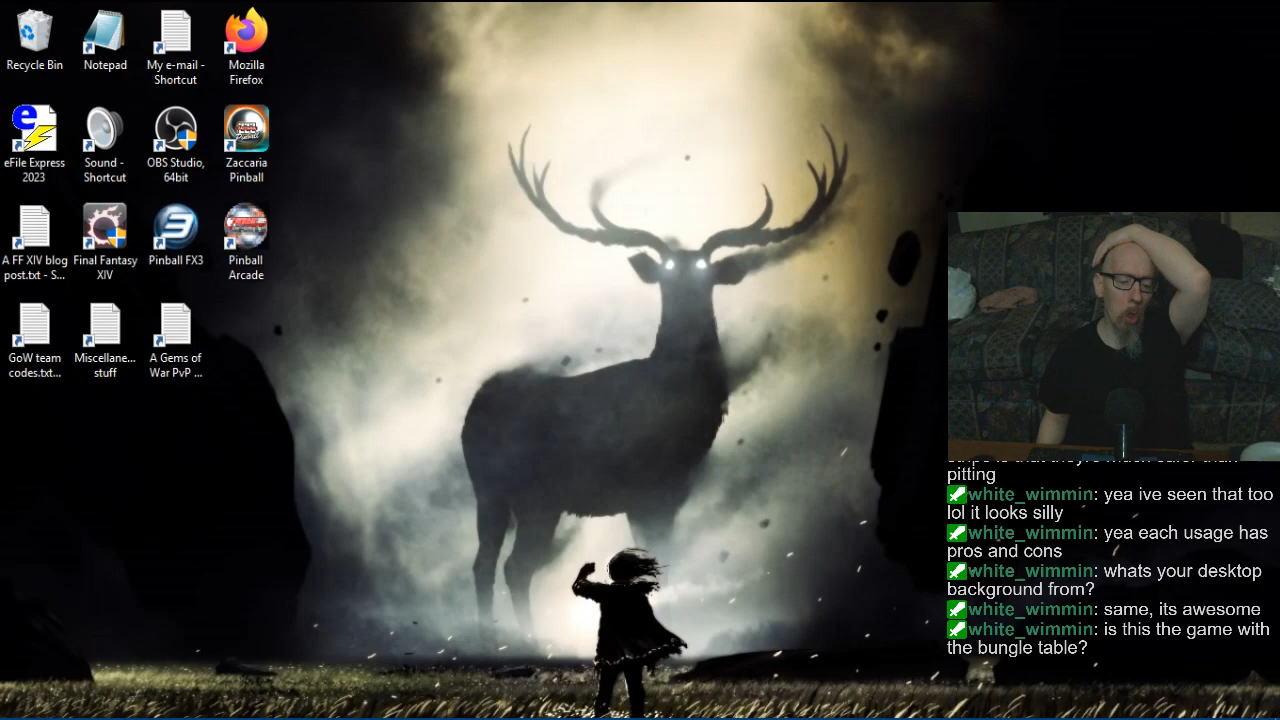 Recycle Bin
Notepad
My e-mail -
Shortcut
Mozilla
Firefox
eFile Express
2023
Sound -
Shortcut
OBS Studio,
64bit
Zaccaria
Pinball
A FF XIV blog
post.txt - S...
Final Fantasy
XIV
Pinball FX3
Pinball
Arcade
GoW team
codes.txt...
Miscellane...
stuff
A Gems of
War PvP ...
pitting
white_wimmin: yea ive seen that too
lol it looks silly
white_wimmin: yea each usage has
pros and cons
white_wimmin: whats your desktop
background from?
white_wimmin: same, its awesome
white_wimmin: is this the game with
the bungle table?